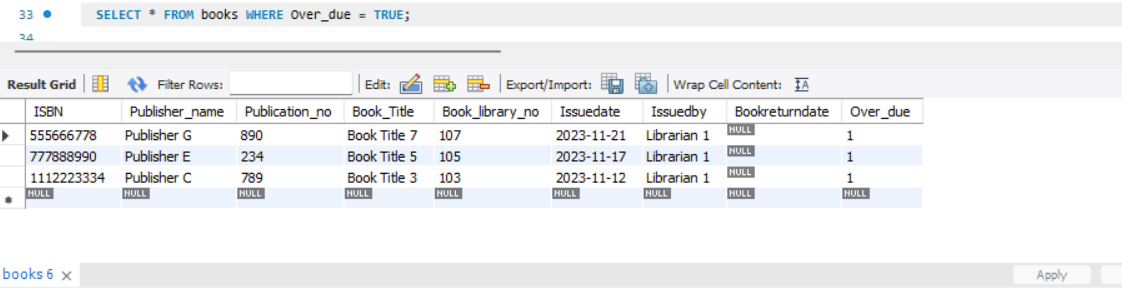 33 SELECT * FROM books WHERE Over_due = TRUE;
34
Result Grid Filter Rows: Edit: Export/Import: Wrap Cell Content:
ISBN Publisher_name Publication_no Book_Title Book_library_no Issuedate Issuedby Bookreturndate Over_due
555666778 Publisher G 890 Book Title 7 107 2023-11-21 Librarian 1 NULL 1
777888990 Publisher E 234 Book Title 5 105 2023-11-17 Librarian 1 NULL 1
1112223334 Publisher C 789 Book Title 3 103 2023-11-12 Librarian 1 NULL 1
NULL NULL NULL NULL NULL NULL NULL NULL NULL
books 6 Apply